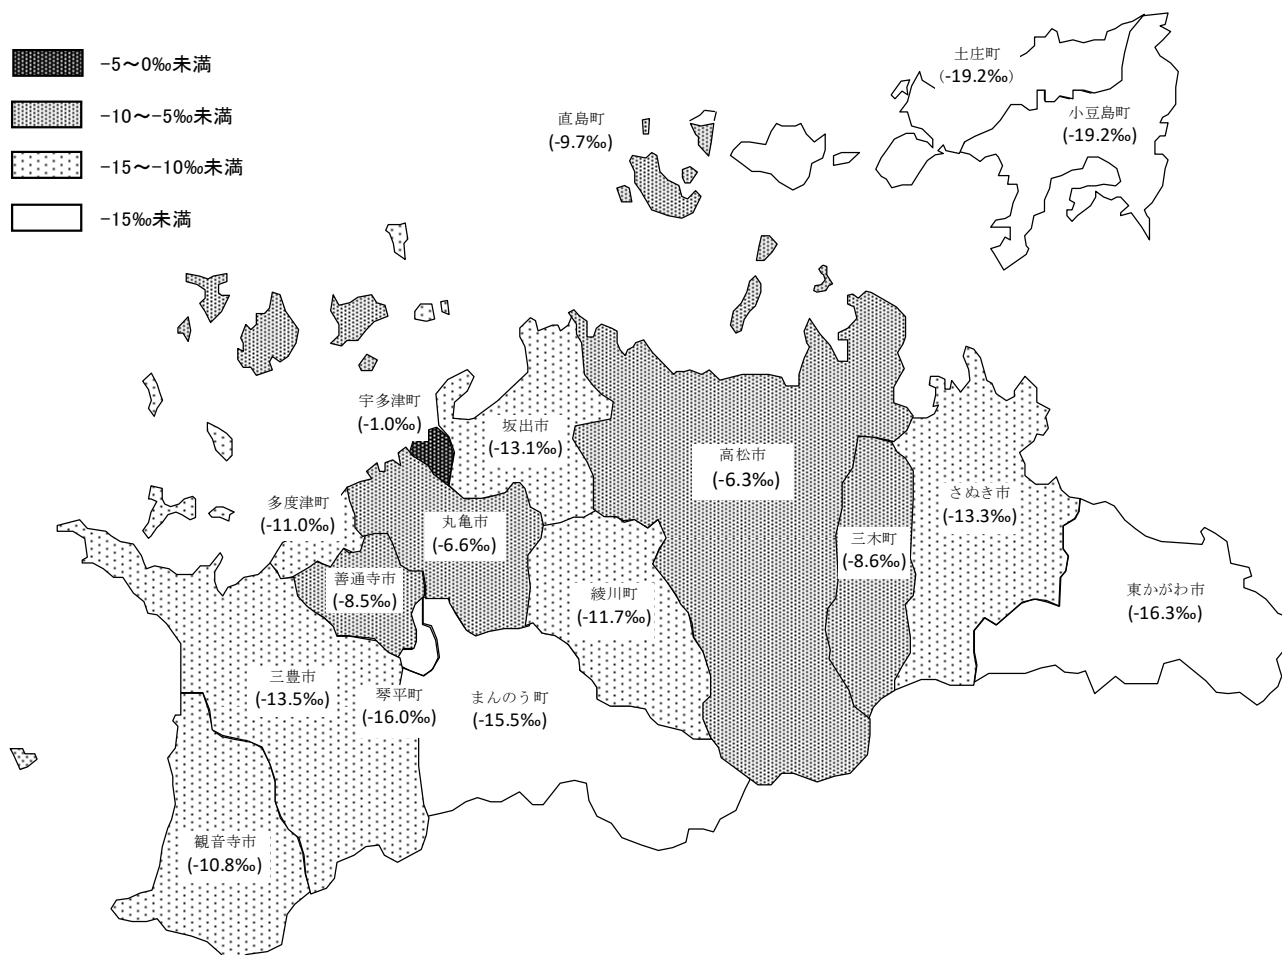 -5～0‰未満
-10～-5‰未満
-15～-10‰未満
-15‰未満
土庄町
(-19.2‰)
小豆島町
(-19.2‰)
直島町
(-9.7‰)
宇多津町
(-1.0‰)
坂出市
(-13.1‰)
高松市
(-6.3‰)
さぬき市
(-13.3‰)
多度津町
(-11.0‰)
丸亀市
(-6.6‰)
三木町
(-8.6‰)
善通寺市
(-8.5‰)
綾川町
(-11.7‰)
東かがわ市
(-16.3‰)
三豊市
(-13.5‰)
琴平町
(-16.0‰)
まんのう町
(-15.5‰)
観音寺市
(-10.8‰)